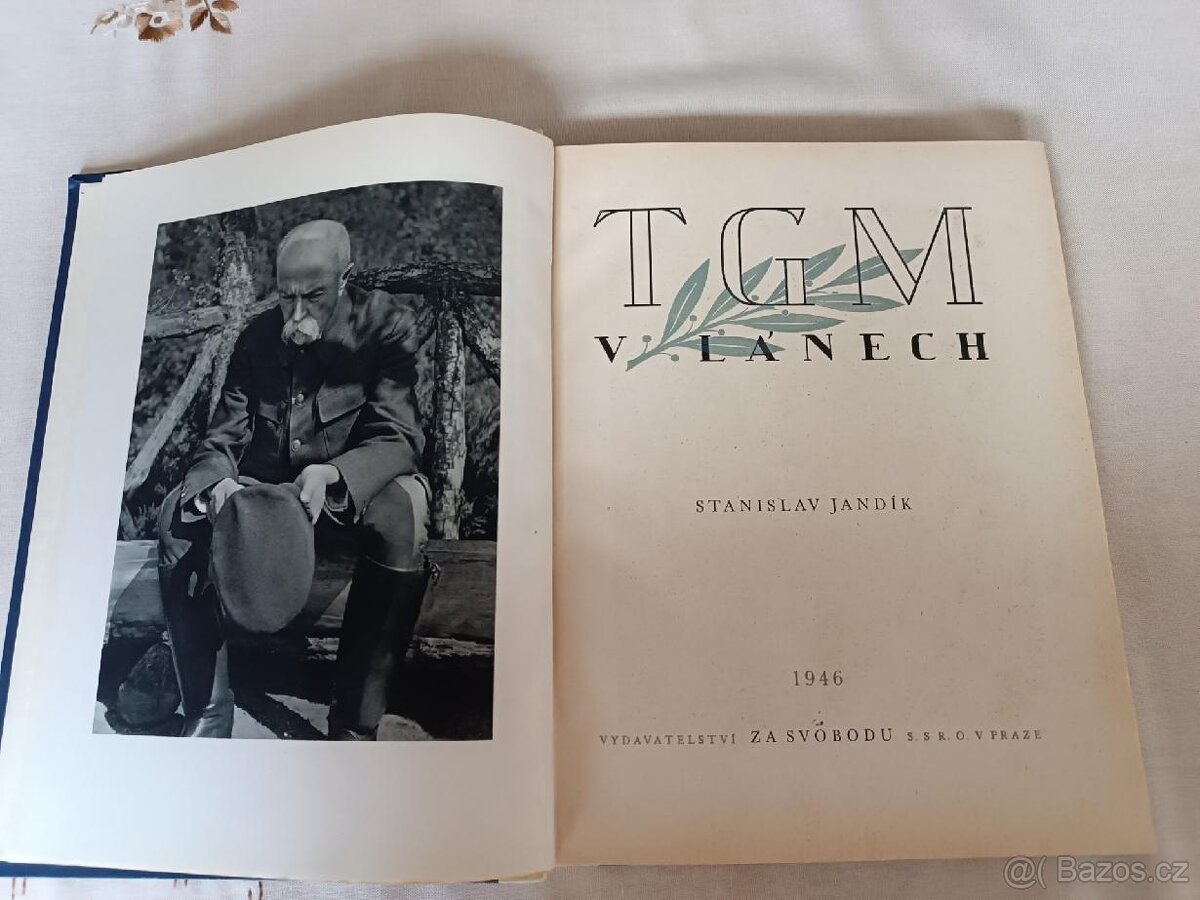 TGM
V LÁNECH
STANISLAV JANDÍK
1946
VYDAVATELSTVÍ ZA SVOBODU S. S R. O. V PRAZE
@( Bazos.cz